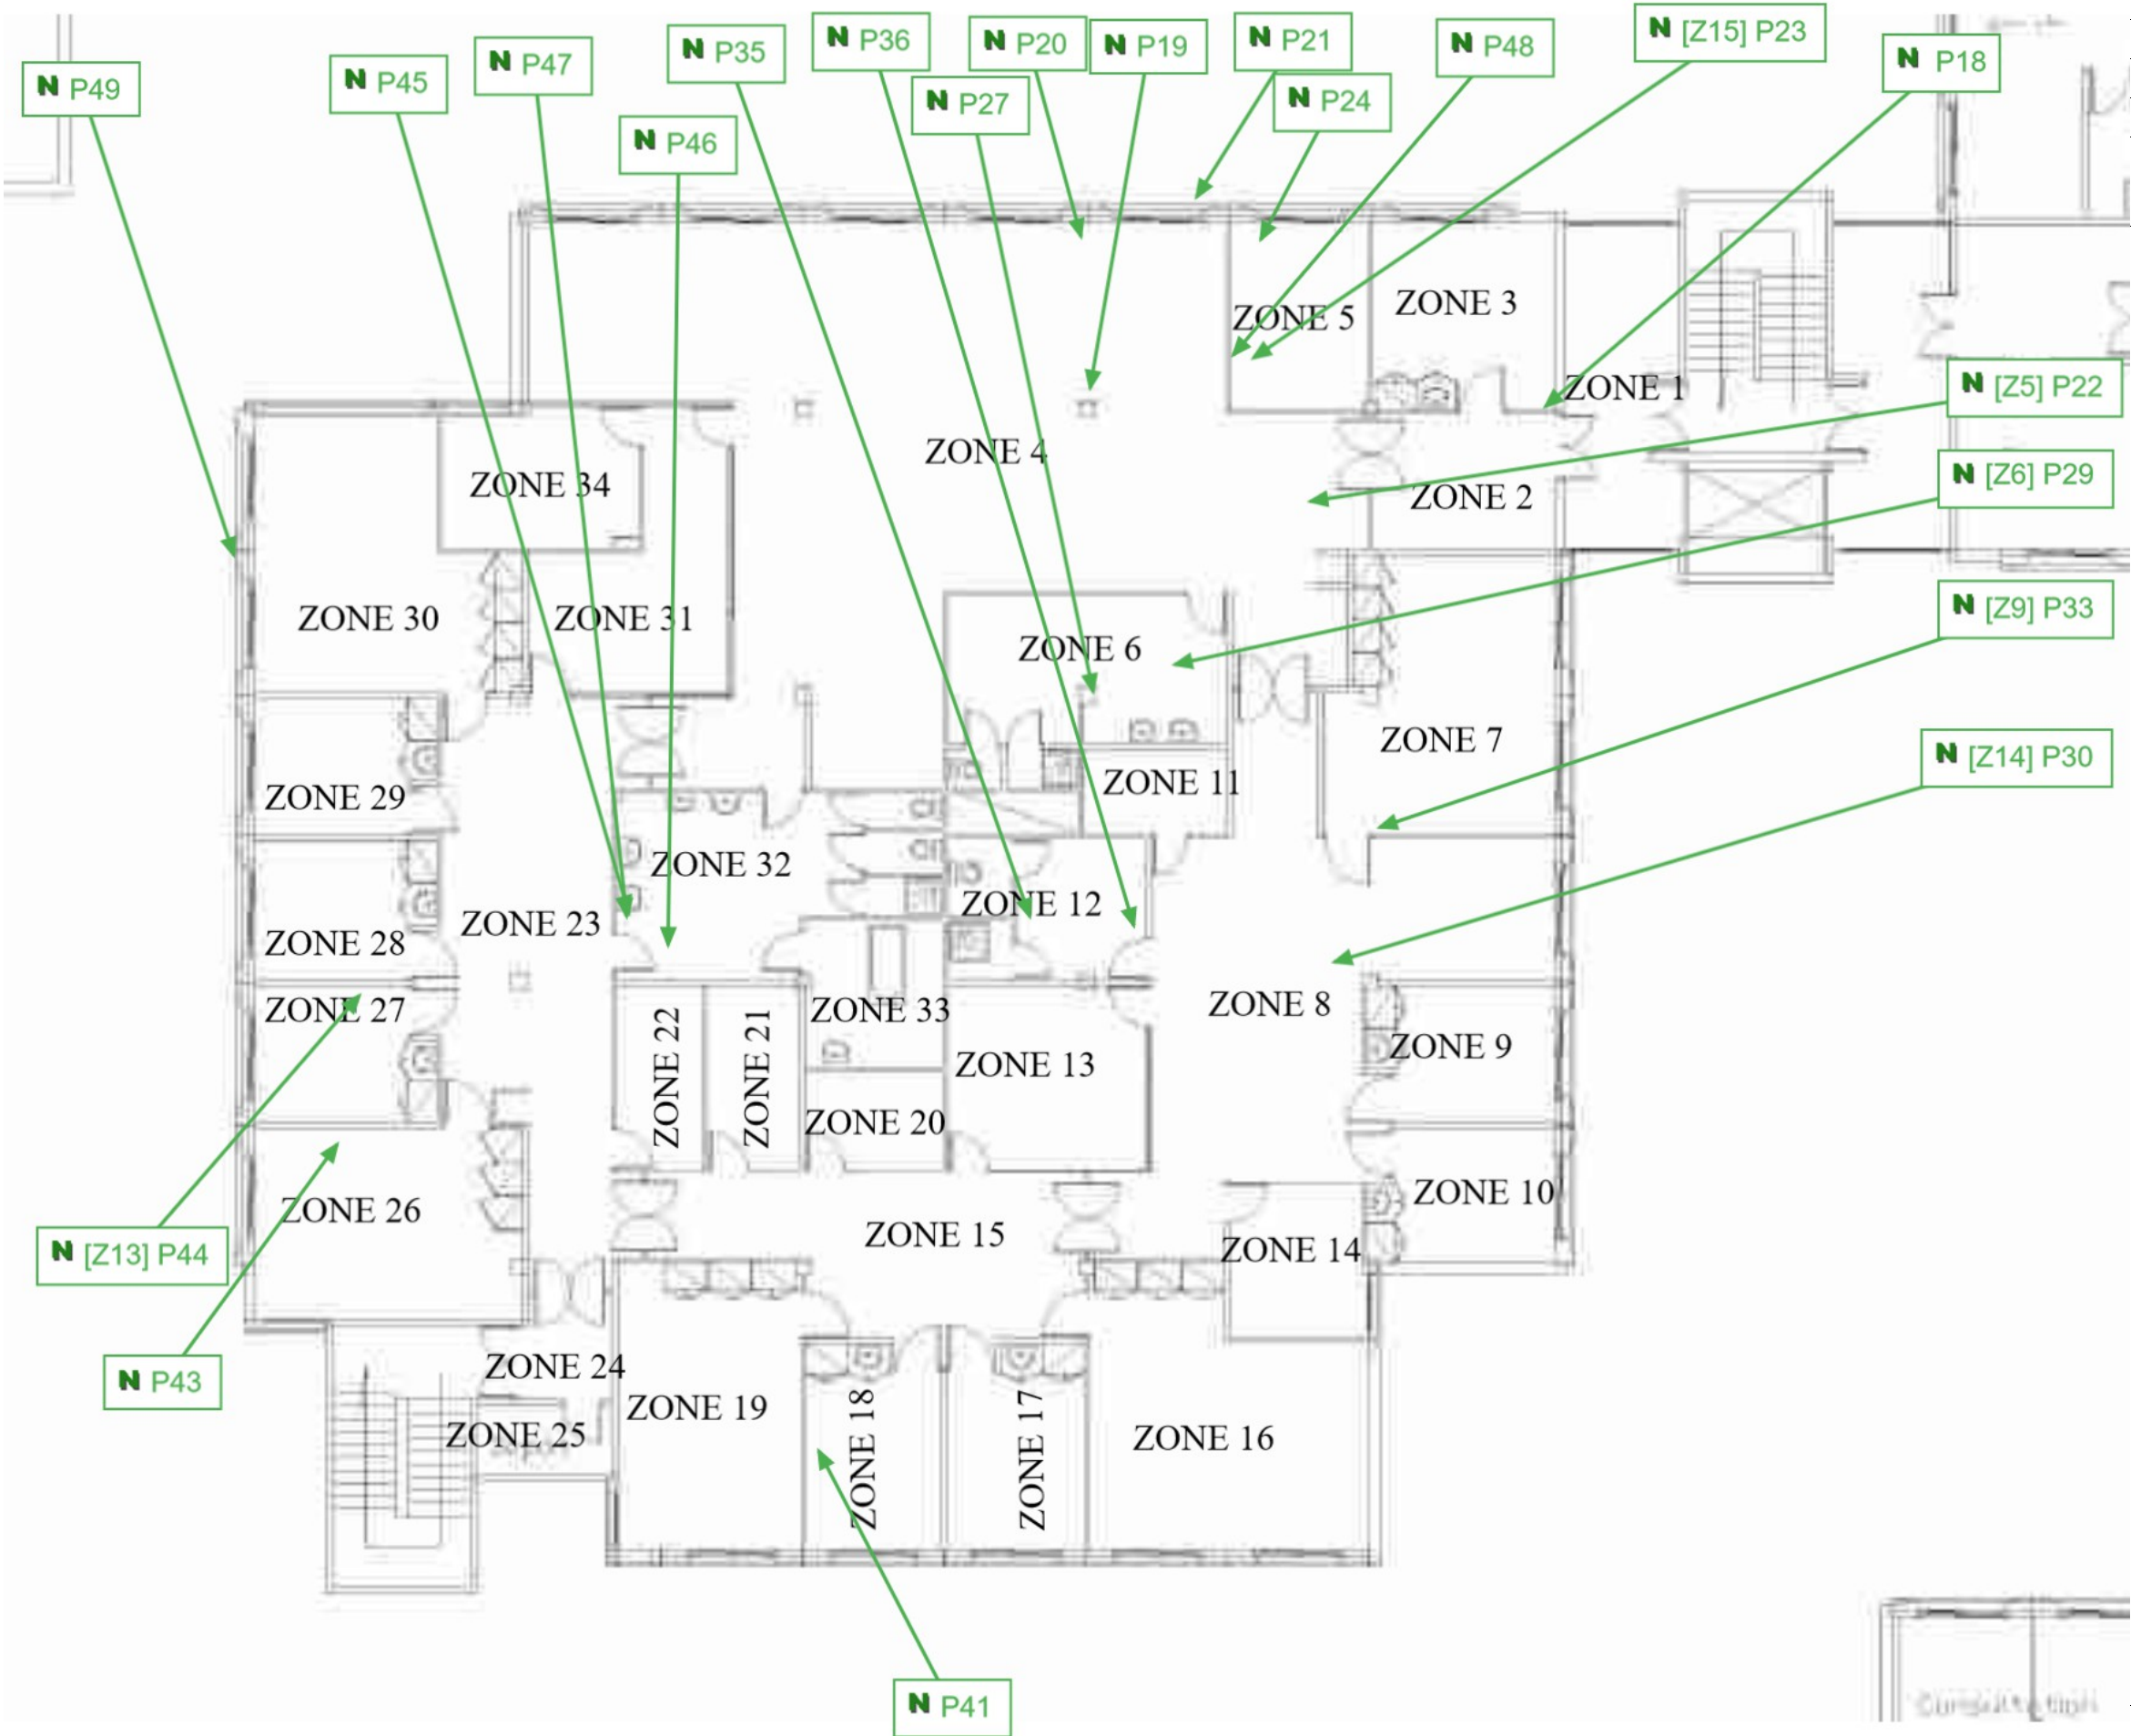 N P49
N P45
N P47
N P46
N P35
N P36
N P27
N P20
N P19
N P21
N P24
N P48
N [Z15] P23
N P18
ZONE 5
ZONE 3
ZONE 1
N [Z5] P22
ZONE 4
ZONE 34
ZONE 2
N [Z6] P29
ZONE 30
ZONE 31
ZONE 6
N [Z9] P33
ZONE 7
N [Z14] P30
ZONE 29
ZONE 11
ZONE 32
ZONE 12
ZONE 28
ZONE 23
ZONE 27
ZONE 33
ZONE 8
ZONE 22
ZONE 21
ZONE 13
ZONE 9
ZONE 20
ZONE 26
ZONE 15
ZONE 10
ZONE 14
N [Z13] P44
N P43
ZONE 24
ZONE 25
ZONE 19
ZONE 18
ZONE 17
ZONE 16
N P41
Consultation